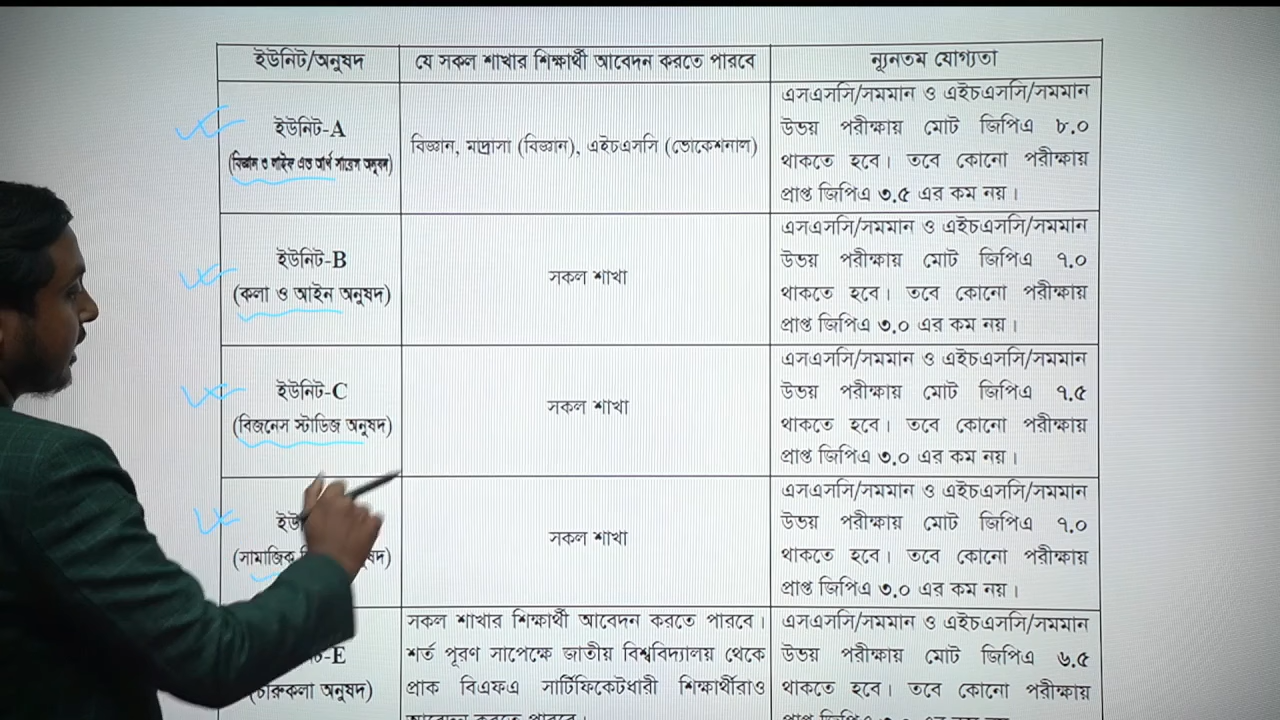 ইউনিট/অনুষদ
যে সকল শাখার শিক্ষার্থী আবেদন করতে পারবে
ন্যূনতম যোগ্যতা
ইউনিট-A
(বিজ্ঞান ও লাইফ এন্ড আর্থ সায়েন্স অনুষদ)
বিজ্ঞান, মাদ্রাসা (বিজ্ঞান), এইচএসসি (ভোকেশনাল)
এসএসসি/সমমান ও এইচএসসি/সমমান
উভয় পরীক্ষায় মোট জিপিএ ৮.০
থাকতে হবে। তবে কোনো পরীক্ষায়
প্রাপ্ত জিপিএ ৩.৫ এর কম নয়।
ইউনিট-B
(কলা ও আইন অনুষদ)
সকল শাখা
এসএসসি/সমমান ও এইচএসসি/সমমান
উভয় পরীক্ষায় মোট জিপিএ ৭.০
থাকতে হবে। তবে কোনো পরীক্ষায়
প্রাপ্ত জিপিএ ৩.০ এর কম নয়।
ইউনিট-C
(বিজনেস স্টাডিজ অনুষদ)
সকল শাখা
এসএসসি/সমমান ও এইচএসসি/সমমান
উভয় পরীক্ষায় মোট জিপিএ ৭.৫
থাকতে হবে। তবে কোনো পরীক্ষায়
প্রাপ্ত জিপিএ ৩.০ এর কম নয়।
(সামাজিক
সকল শাখা
এসএসসি/সমমান ও এইচএসসি/সমমান
উভয় পরীক্ষায় মোট জিপিএ ৭.০
থাকতে হবে। তবে কোনো পরীক্ষায়
প্রাপ্ত জিপিএ ৩.০ এর কম নয়।
-E
(চারুকলা অনুষদ)
সকল শাখার শিক্ষার্থী আবেদন করতে পারবে।
শর্ত পূরণ সাপেক্ষে জাতীয় বিশ্ববিদ্যালয় থেকে
প্রাক বিএফএ সার্টিফিকেটধারী শিক্ষার্থীরাও
এসএসসি/সমমান ও এইচএসসি/সমমান
উভয় পরীক্ষায় মোট জিপিএ ৬.৫
থাকতে হবে। তবে কোনো পরীক্ষায়